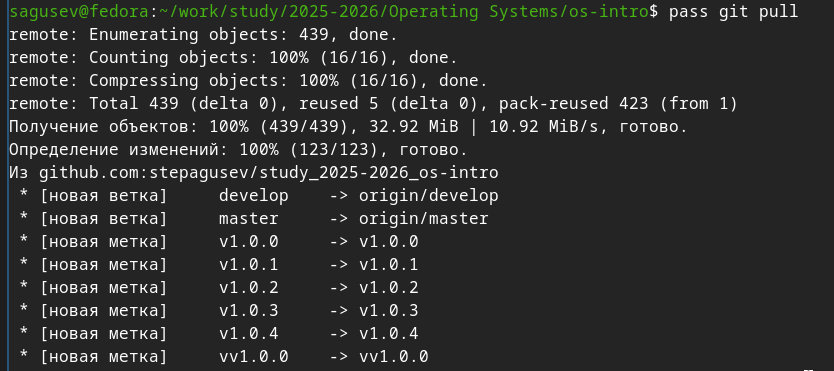 sagusev@fedora:~/work/study/2025-2026/Operating Systems/os-intro$ pass git pull
remote: Enumerating objects: 439, done.
remote: Counting objects: 100% (16/16), done.
remote: Compressing objects: 100% (16/16), done.
remote: Total 439 (delta 0), reused 5 (delta 0), pack-reused 423 (from 1)
Получение объектов: 100% (439/439), 32.92 MiB | 10.92 MiB/s, готово.
Определение изменений: 100% (123/123), готово.
Из github.com:stepagusev/study_2025-2026_os-intro
 * [новая ветка]     develop    -> origin/develop
 * [новая ветка]     master     -> origin/master
 * [новая метка]     v1.0.0     -> v1.0.0
 * [новая метка]     v1.0.1     -> v1.0.1
 * [новая метка]     v1.0.2     -> v1.0.2
 * [новая метка]     v1.0.3     -> v1.0.3
 * [новая метка]     v1.0.4     -> v1.0.4
 * [новая метка]     vv1.0.0    -> vv1.0.0